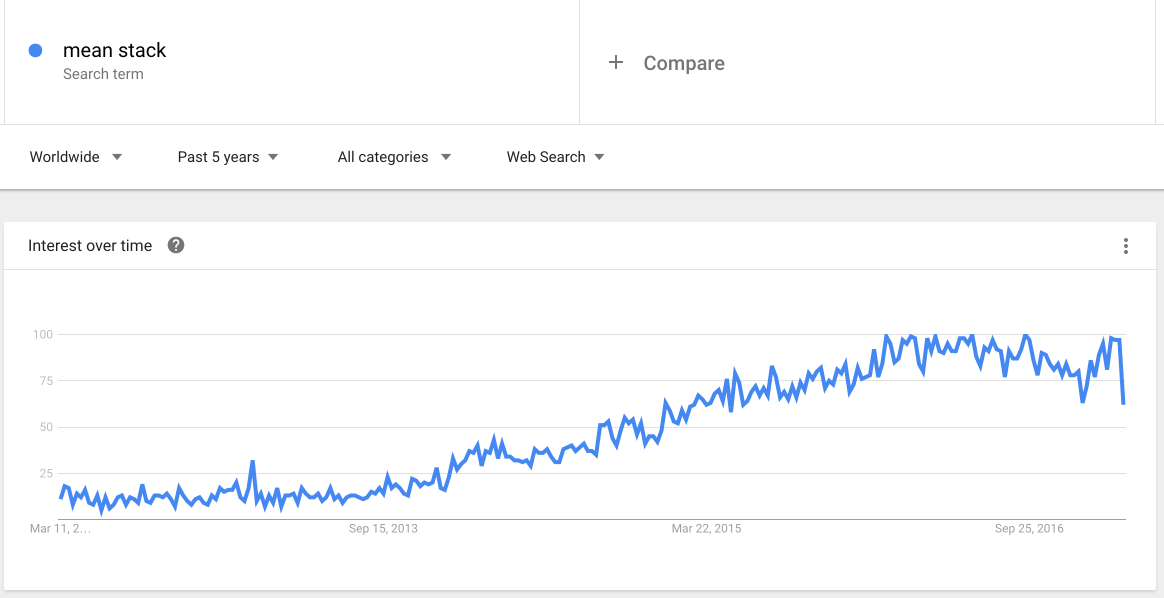 mean stack
Search term
+ Compare
Worldwide Past 5 years All categories Web Search
Interest over time ?
100
75
50
25
Mar 11, 2... Sep 15, 2013 Mar 22, 2015 Sep 25, 2016